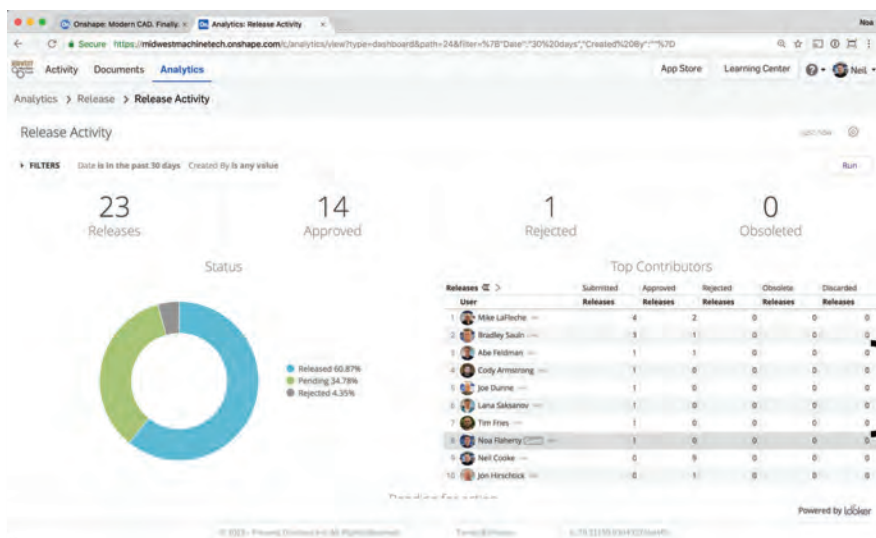 Onshape: Modern CAD. Finally. × Analytics: Release Activity × Noa
Secure https://midwestmachinetech.onshape.com/c/analytics/view?type=dashboard&path=24&filter=%7B"Date":"30%20days","Created%20By":""%7D
Activity Documents Analytics App Store Learning Center Neil
Analytics > Release > Release Activity
Release Activity just now
FILTERS Date is in the past 30 days Created By is any value Run
23 14 1 0
Releases Approved Rejected Obsoleted
Status Top Contributors
Releases Submitted Approved Rejected Obsolete Discarded
User Releases Releases Releases Releases Releases
1 Mike LaFleche 4 2 0 0 0
2 Bradley Sauln 1 0 0 0
3 Abe Feldman 1 1 0 0 0
4 Cody Armstrong 1 0 0 0 0
5 Joe Dunne 1 0 0 0 0
6 Lana Saksanov 1 0 0 0 0
7 Tim Fries 1 0 0 0 0
8 Noa Flaherty 1 0 0 0 0
9 Neil Cooke 0 9 0 0 0
10 Jon Hirschtick 0 1 0 0 0
Released 60.87%
Pending 34.78%
Rejected 4.35%
Pending for action
Powered by looker